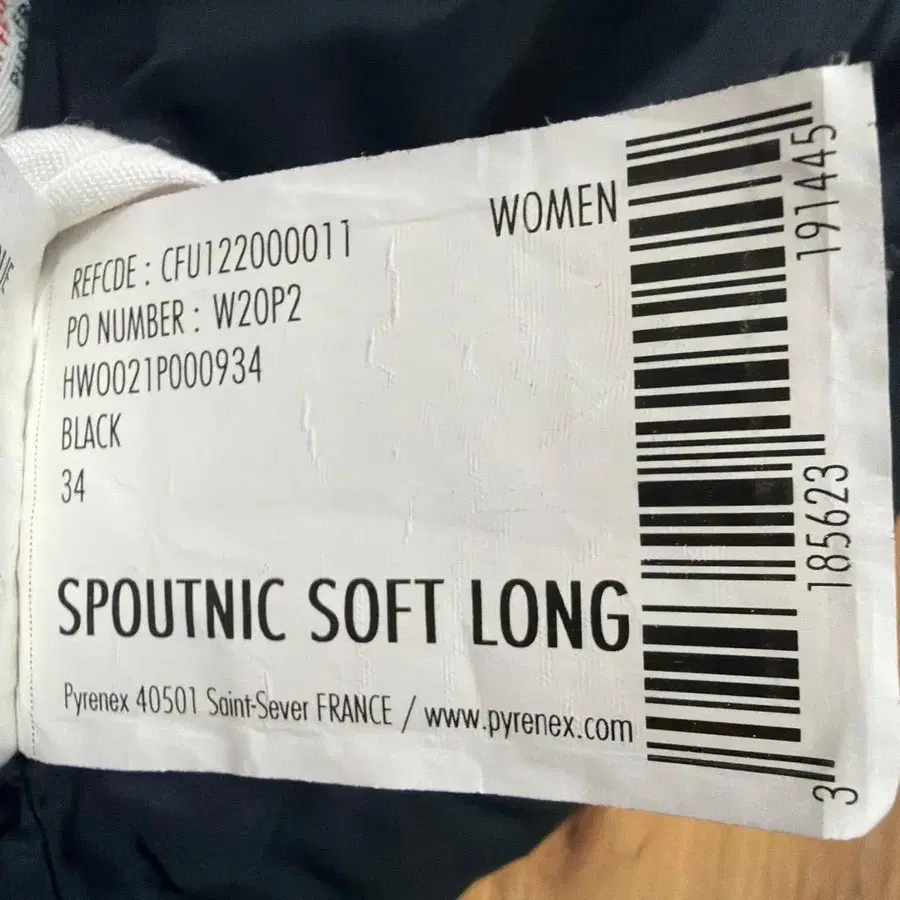 WOMEN
REFCDE : CFU122000011
PO NUMBER : W20P2
HWO021P000934
BLACK
34
SPOUTNIC SOFT LONG
Pyrenex 40501 Saint-Sever FRANCE / www.pyrenex.com
3 185623 191445